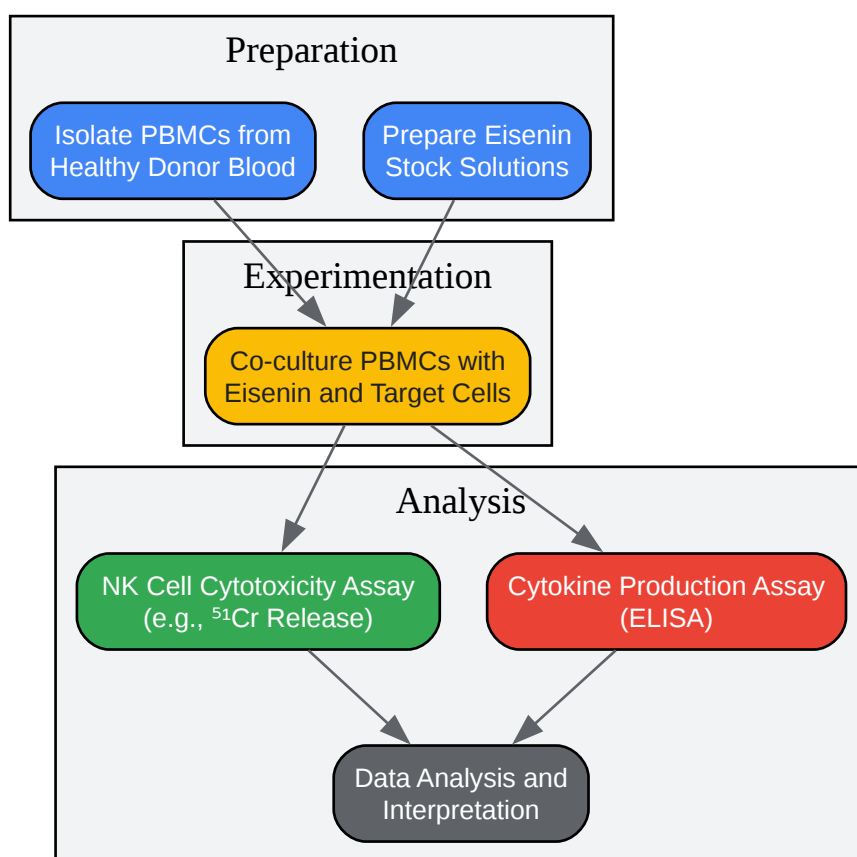 Preparation
Isolate PBMCs from
Healthy Donor Blood
Prepare Eisenin
Stock Solutions
Experimentation
Co-culture PBMCs with
Eisenin and Target Cells
Analysis
NK Cell Cytotoxicity Assay
(e.g., ⁵¹Cr Release)
Cytokine Production Assay
(ELISA)
Data Analysis and
Interpretation